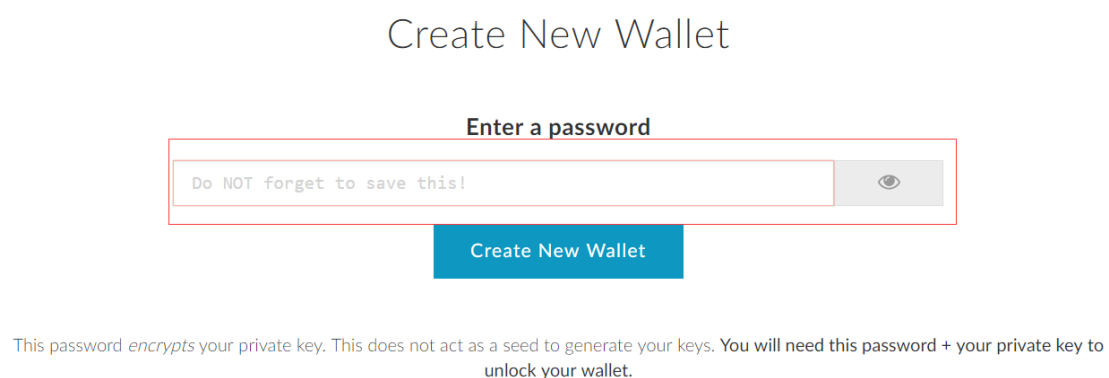 Create New Wallet
Enter a password
Do NOT forget to save this!
Create New Wallet
This password encrypts your private key. This does not act as a seed to generate your keys. You will need this password + your private key to
unlock your wallet.